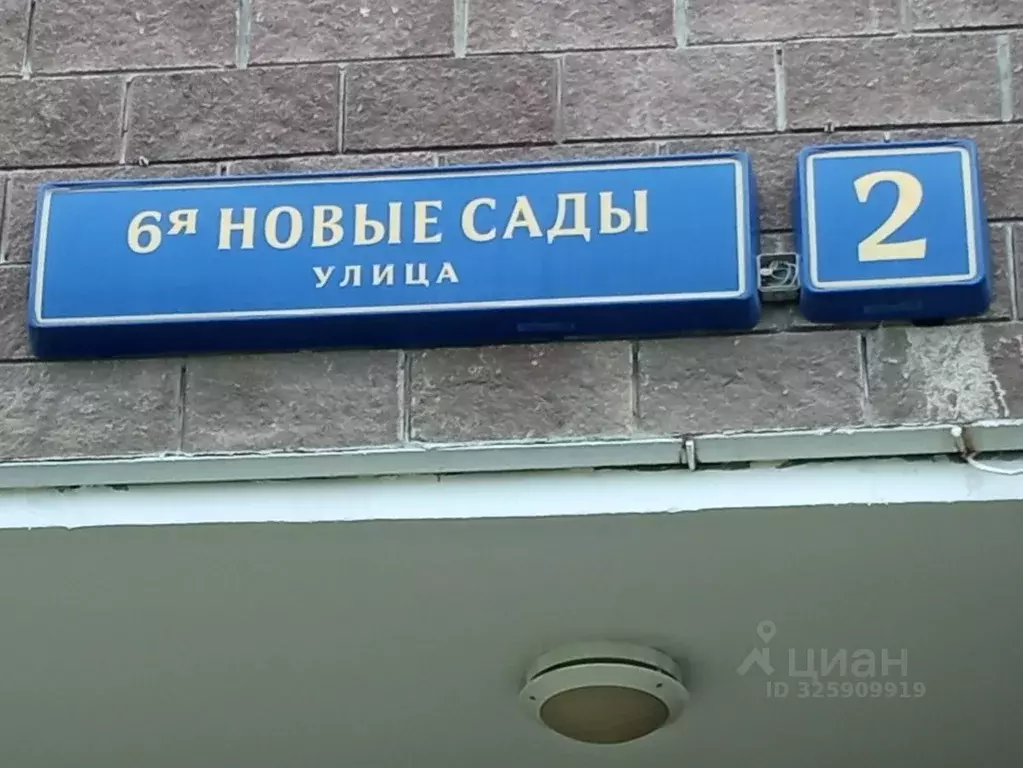 6я НОВЫЕ САДЫ
УЛИЦА
2
циан
ID 325909919